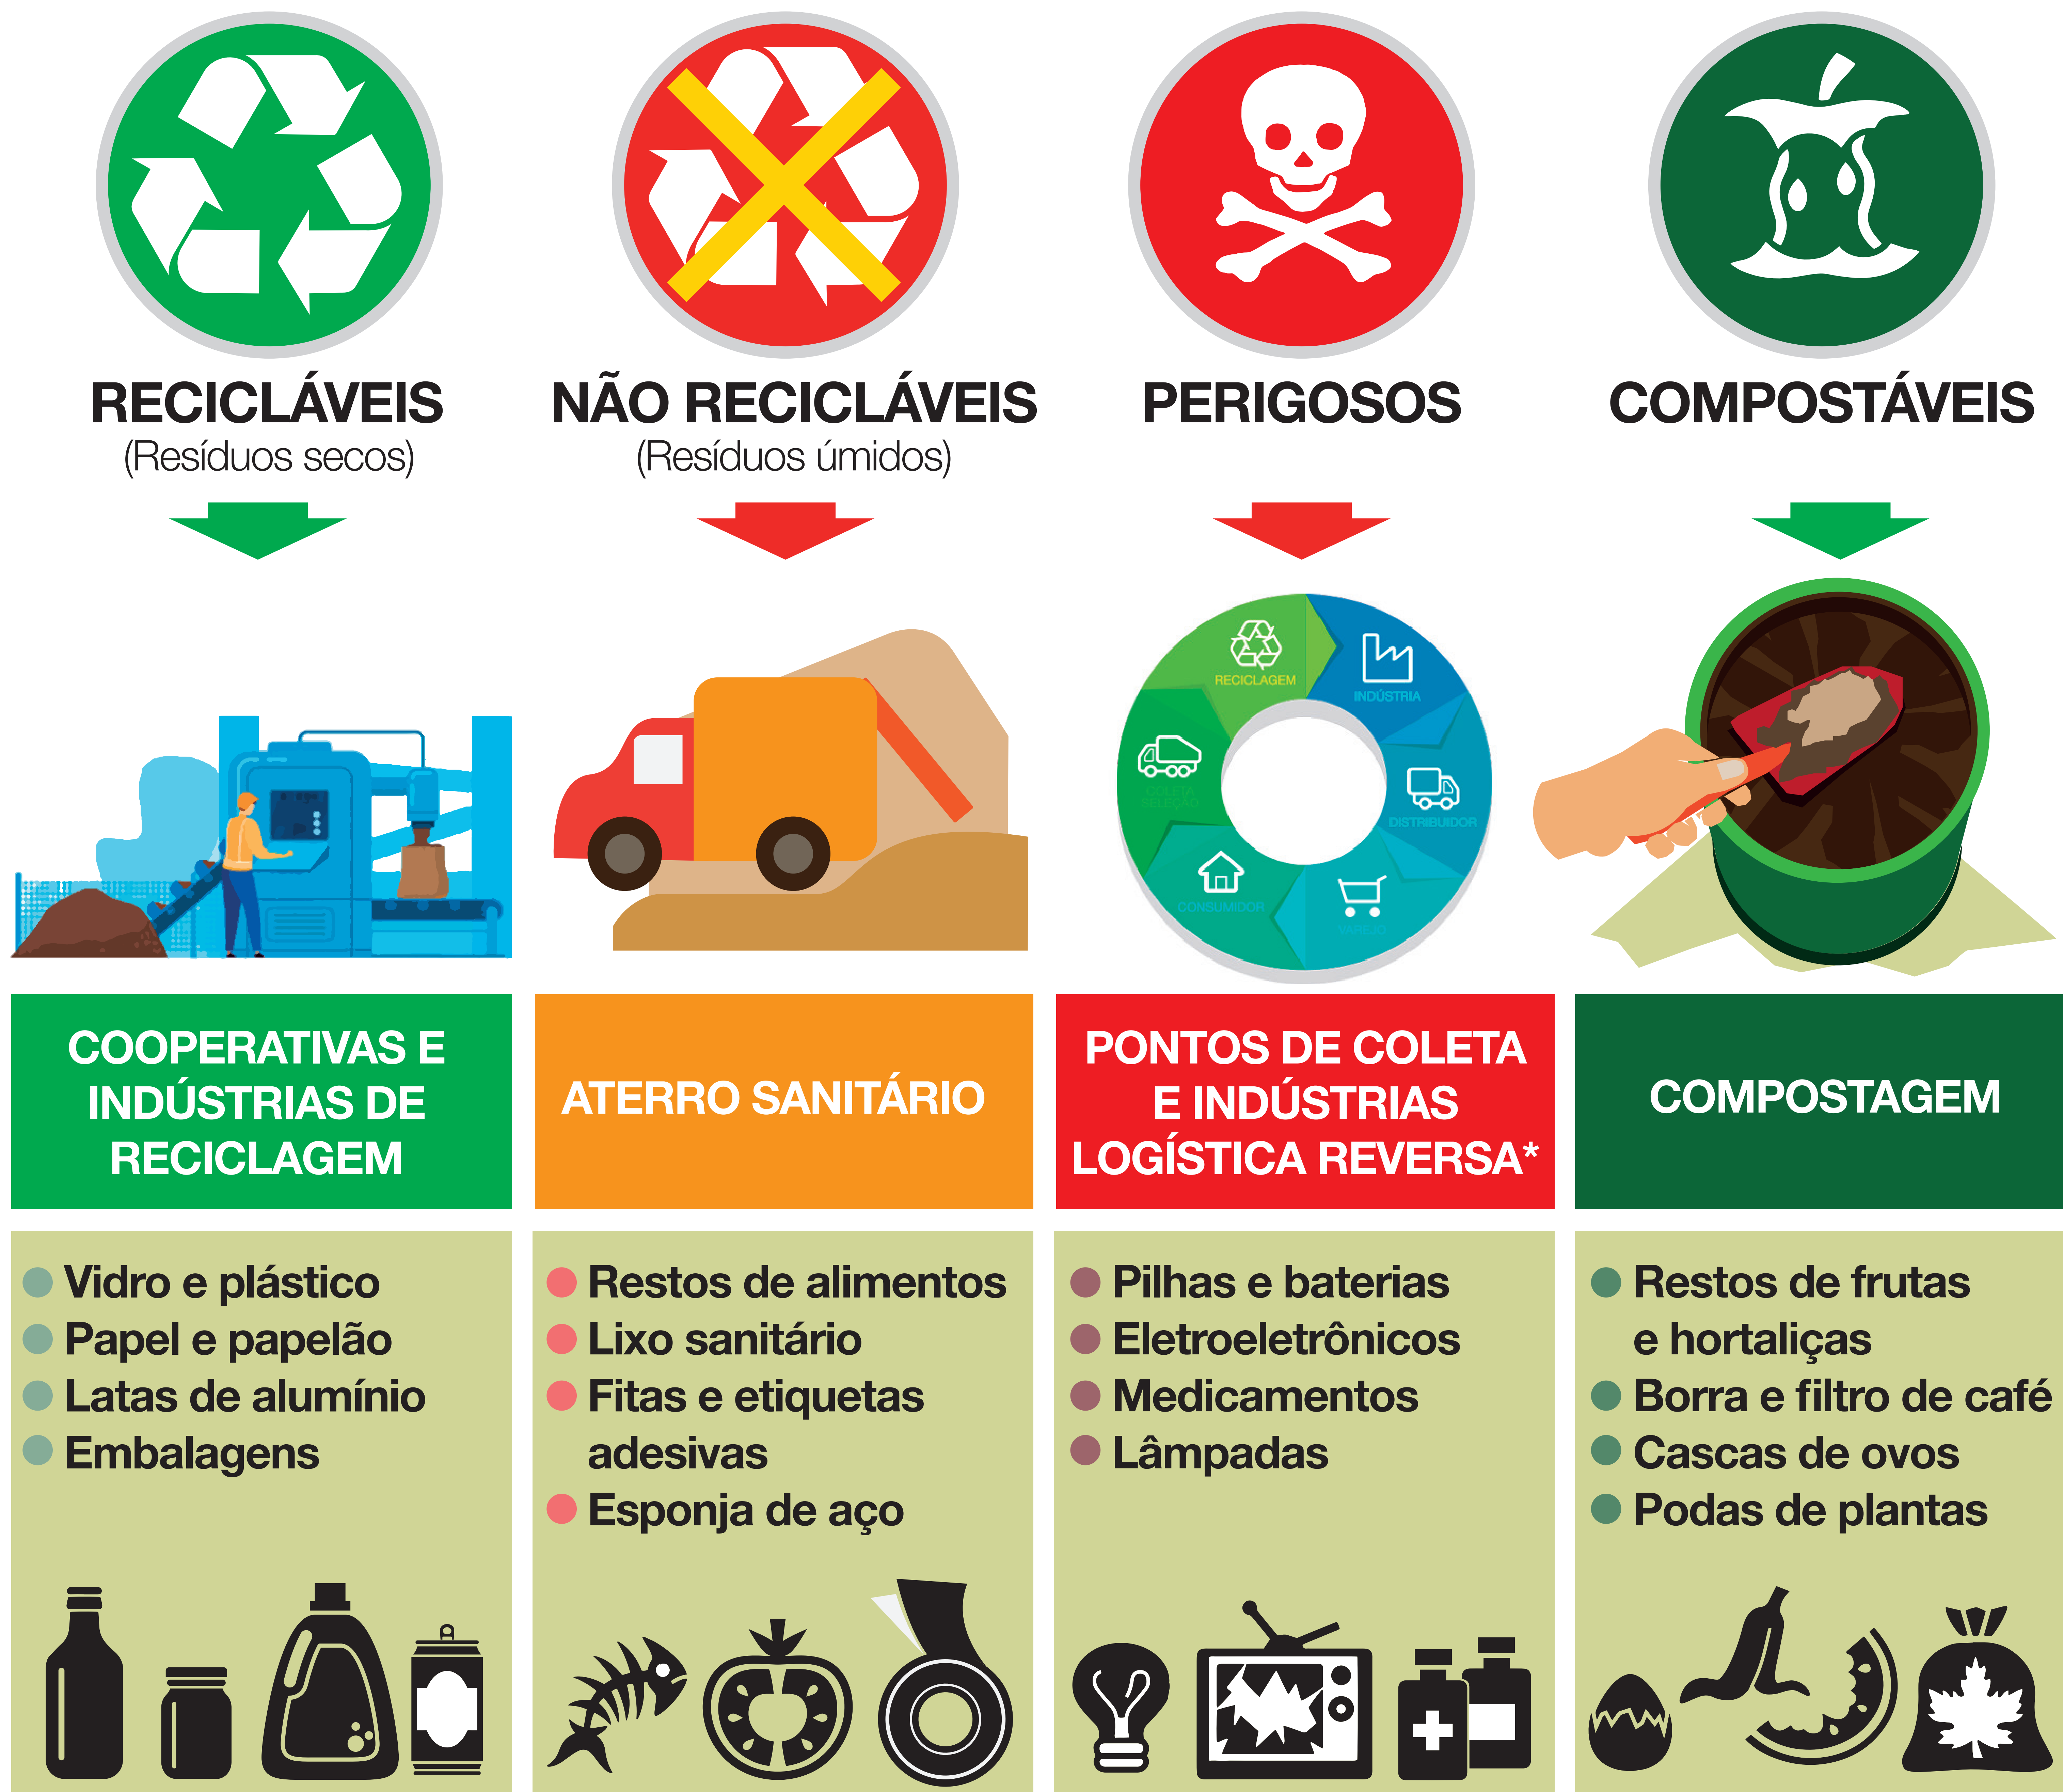 RECICLÁVEIS
(Resíduos secos)
NÃO RECICLÁVEIS
(Resíduos úmidos)
PERIGOSOS
COMPOSTÁVEIS
RECICLAGEM
INDÚSTRIA
DISTRIBUIDOR
VAREJO
CONSUMIDOR
COLETA
SELEÇÃO
COOPERATIVAS E
INDÚSTRIAS DE
RECICLAGEM
ATERRO SANITÁRIO
PONTOS DE COLETA
E INDÚSTRIAS
LOGÍSTICA REVERSA*
COMPOSTAGEM
Vidro e plástico
Papel e papelão
Latas de alumínio
Embalagens
Restos de alimentos
Lixo sanitário
Fitas e etiquetas
adesivas
Esponja de aço
Pilhas e baterias
Eletroeletrônicos
Medicamentos
Lâmpadas
Restos de frutas
e hortaliças
Borra e filtro de café
Cascas de ovos
Podas de plantas